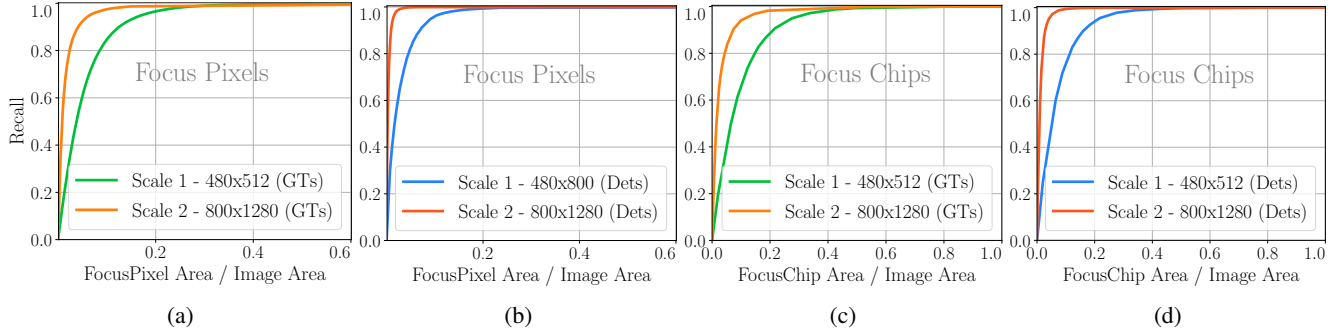 Recall
1.0
0.8
0.6
0.4
0.2
0.0
Focus Pixels
Scale 1 - 480x512 (GTs)
Scale 2 - 800x1280 (GTs)
0.2
0.4
0.6
FocusPixel Area / Image Area
(a)
1.0
0.8
0.6
0.4
0.2
0.0
Focus Pixels
Scale 1 - 480x800 (Dets)
Scale 2 - 800x1280 (Dets)
0.2
0.4
0.6
FocusPixel Area / Image Area
(b)
1.0
0.8
0.6
0.4
0.2
0.0
Focus Chips
Scale 1 - 480x512 (GTs)
Scale 2 - 800x1280 (GTs)
0.0
0.2
0.4
0.6
0.8
1.0
FocusChip Area / Image Area
(c)
1.0
0.8
0.6
0.4
0.2
0.0
Focus Chips
Scale 1 - 480x512 (Dets)
Scale 2 - 800x1280 (Dets)
0.0
0.2
0.4
0.6
0.8
1.0
FocusChip Area / Image Area
(d)